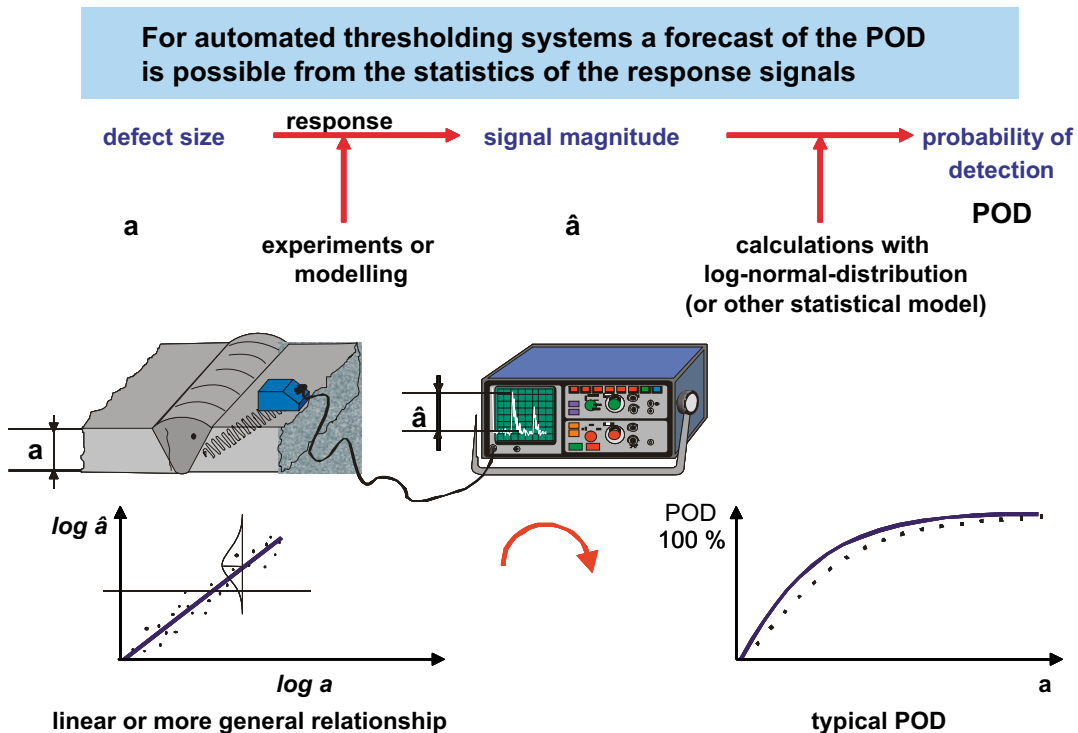 For automated thresholding systems a forecast of the POD
is possible from the statistics of the response signals
defect size
response
signal magnitude
probability of
detection
POD
a
â
experiments or
modelling
calculations with
log-normal-distribution
(or other statistical model)
a
â
log â
log a
linear or more general relationship
POD
100 %
a
typical POD